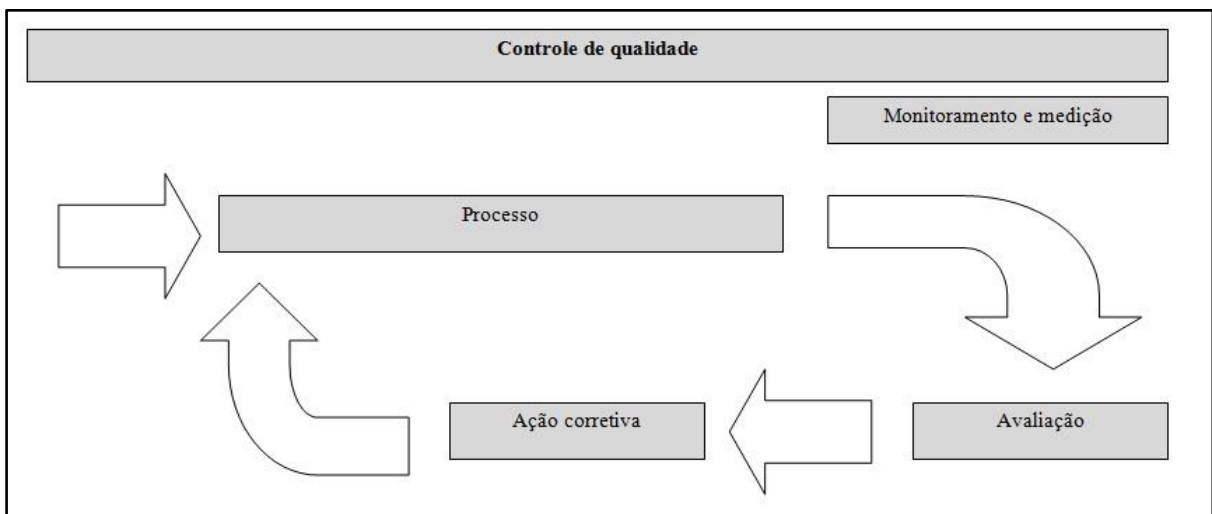 Controle de qualidade
Monitoramento e medição
Processo
Ação corretiva
Avaliação